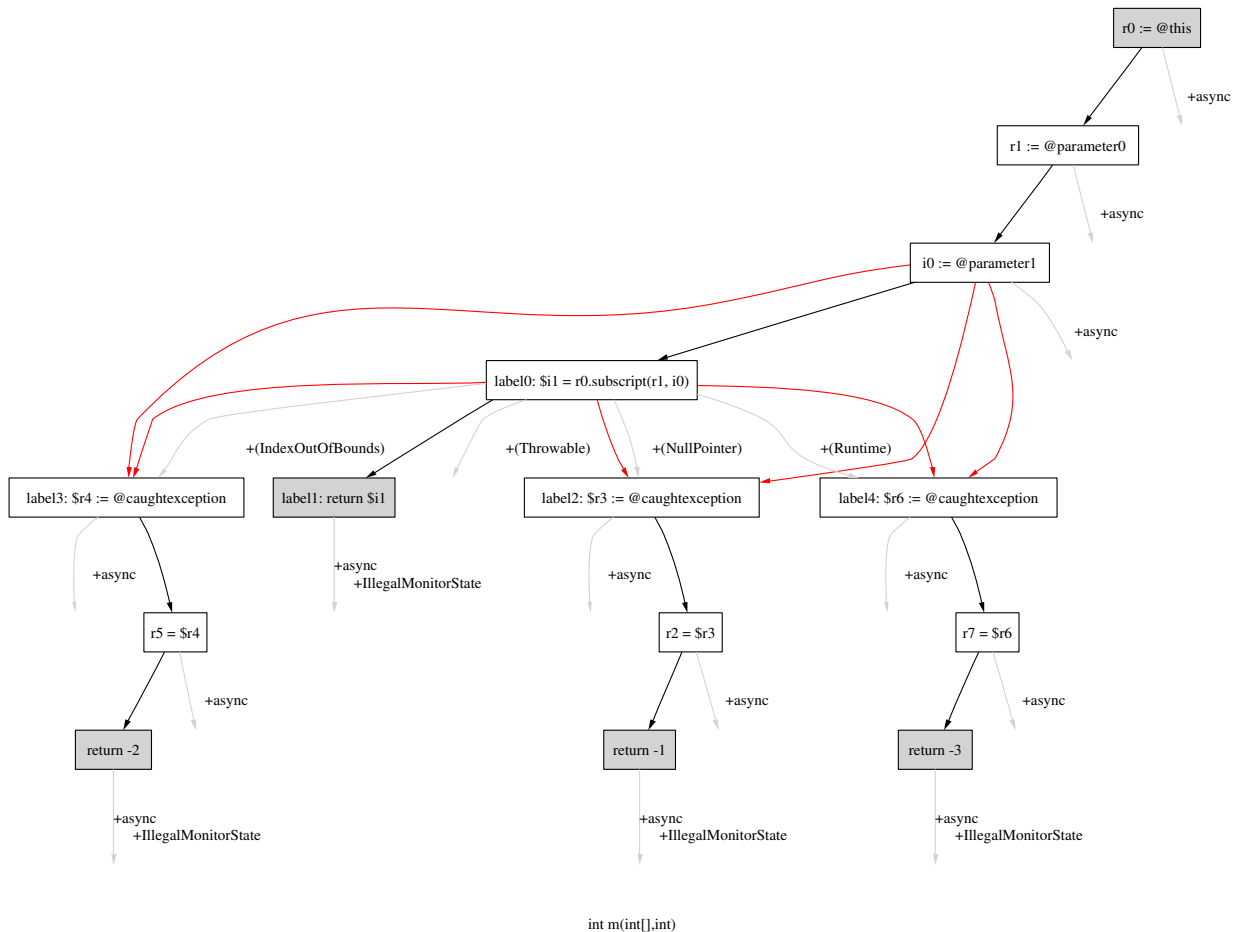 r0 := @this
+async
r1 := @parameter0
+async
i0 := @parameter1
+async
label0: $i1 = r0.subscript(r1, i0)
+(IndexOutOfBounds)
+(Throwable)
+(NullPointer)
+(Runtime)
label3: $r4 := @caughtexception
label1: return $i1
label2: $r3 := @caughtexception
label4: $r6 := @caughtexception
+async
+async
+IllegalMonitorState
+async
+async
r5 = $r4
r2 = $r3
r7 = $r6
+async
+async
+async
return -2
return -1
return -3
+async
+IllegalMonitorState
+async
+IllegalMonitorState
+async
+IllegalMonitorState
int m(int[],int)